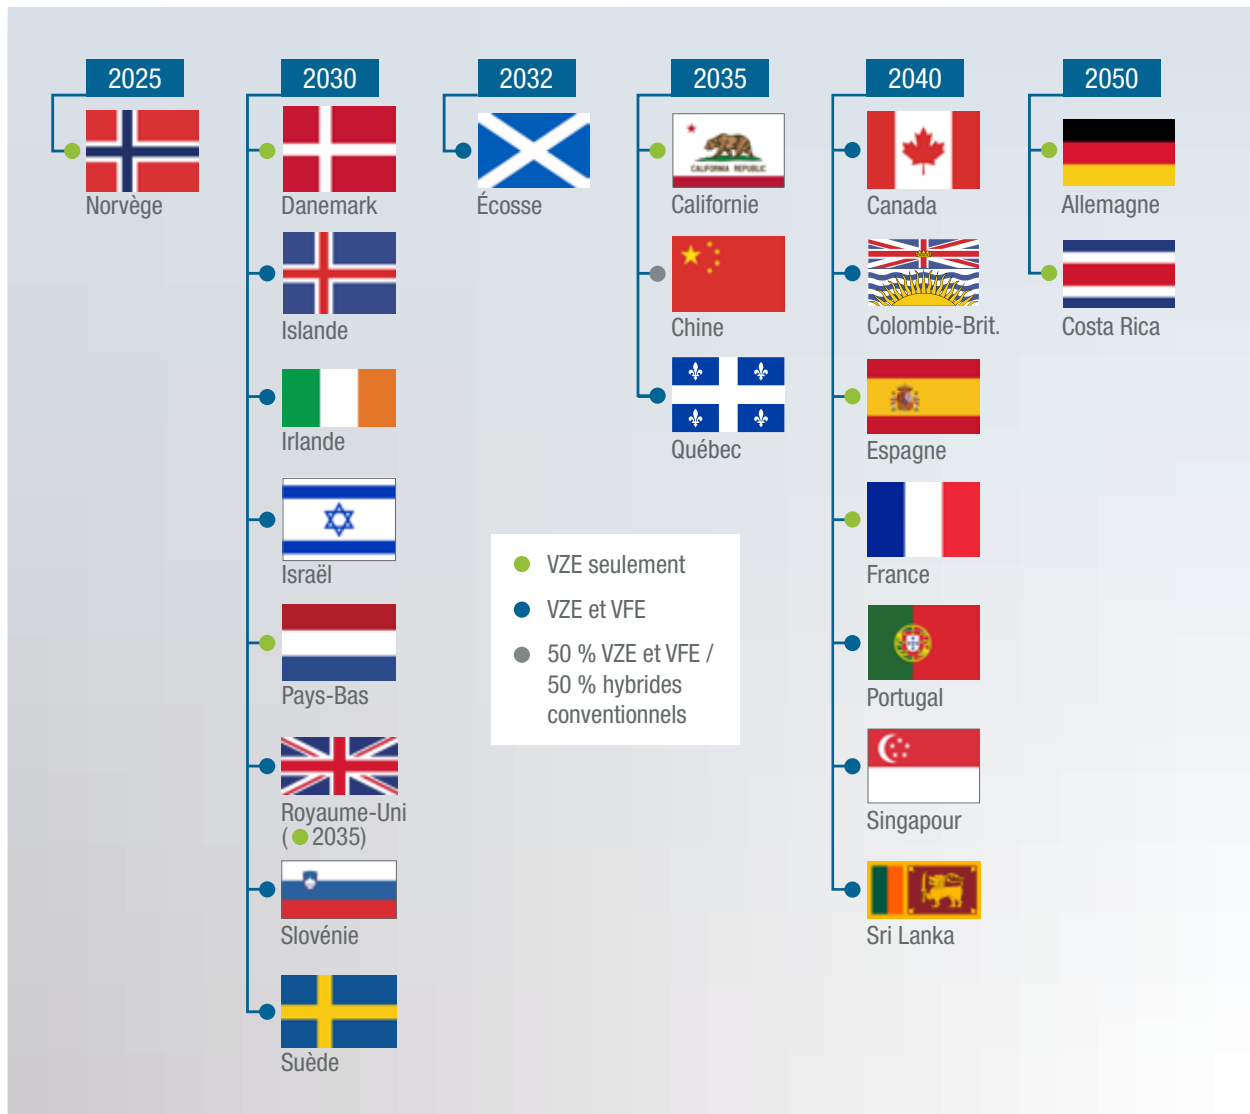 2025
Norvège
2030
Danemark
Islande
Irlande
Israël
Pays-Bas
Royaume-Uni
( 2035)
Slovénie
Suède
2032
Écosse
2035
CALIFORNIA REPUBLIC
Californie
Chine
Québec
2040
Canada
Colombie-Brit.
Espagne
France
Portugal
Singapour
Sri Lanka
2050
Allemagne
Costa Rica
VZE seulement
VZE et VFE
50 % VZE et VFE /
50 % hybrides
conventionnels